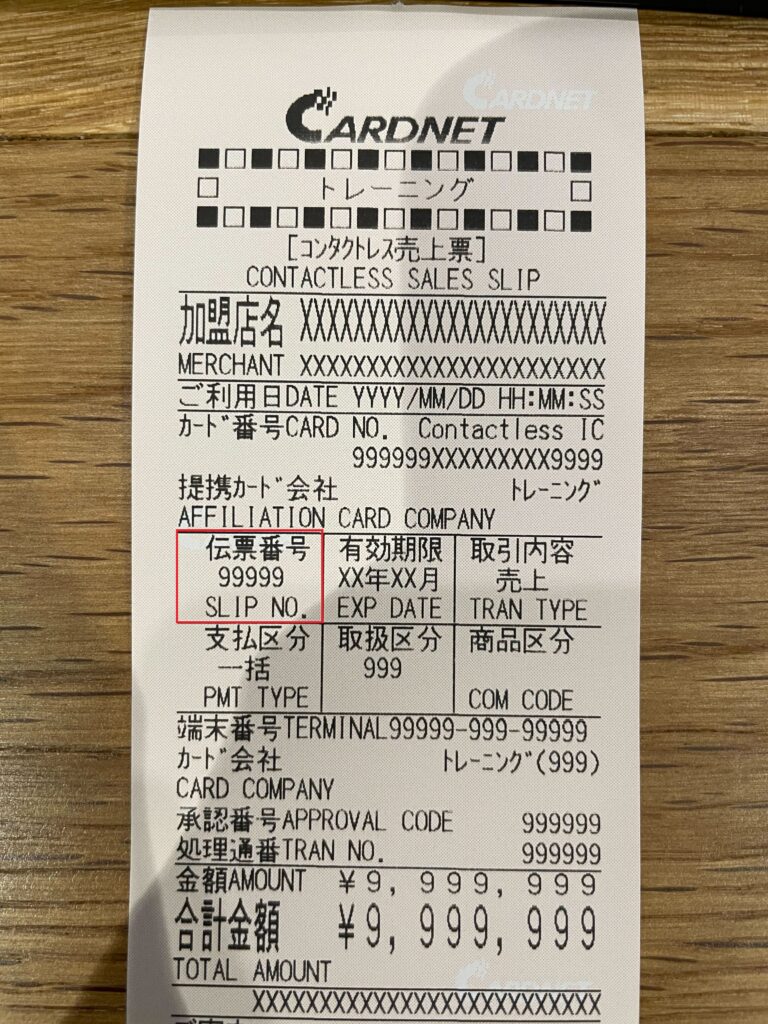 CARDNET
CARDNET
トレーニング
[コンタクトレス売上票]
CONTACTLESS SALES SLIP
加盟店名 XXXXXXXXXXXXXXXXXXXXXXX
MERCHANT XXXXXXXXXXXXXXXXXXXXXXX
ご利用日DATE YYYY/MM/DD HH:MM:SS
カード番号CARD NO. Contactless IC
999999XXXXXXXXX9999
提携カード会社 トレーニング
AFFILIATION CARD COMPANY
伝票番号 有効期限 取引内容
99999 XX年XX月 売上
SLIP NO. EXP DATE TRAN TYPE
支払区分 取扱区分 商品区分
一括 999
PMT TYPE COM CODE
端末番号TERMINAL99999-999-99999
カード会社 トレーニング(999)
CARD COMPANY
承認番号APPROVAL CODE 999999
処理通番TRAN NO. 999999
金額AMOUNT ¥9,999,999
合計金額 ¥9,999,999
TOTAL AMOUNT
CARDNET
XXXXXXXXXXXXXXXXXXXXXXXXXX